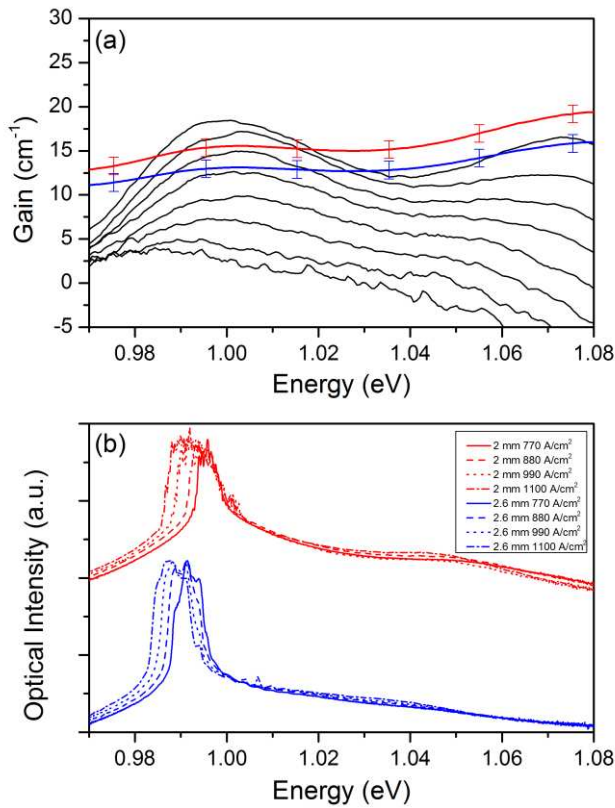 (a)
Gain (cm⁻¹)
30
25
20
15
10
5
0
-5
0.98 1.00 1.02 1.04 1.06 1.08
Energy (eV)
(b)
Optical Intensity (a.u.)
2 mm 770 A/cm²
2 mm 880 A/cm²
2 mm 990 A/cm²
2 mm 1100 A/cm²
2.6 mm 770 A/cm²
2.6 mm 880 A/cm²
2.6 mm 990 A/cm²
2.6 mm 1100 A/cm²
0.98 1.00 1.02 1.04 1.06 1.08
Energy (eV)